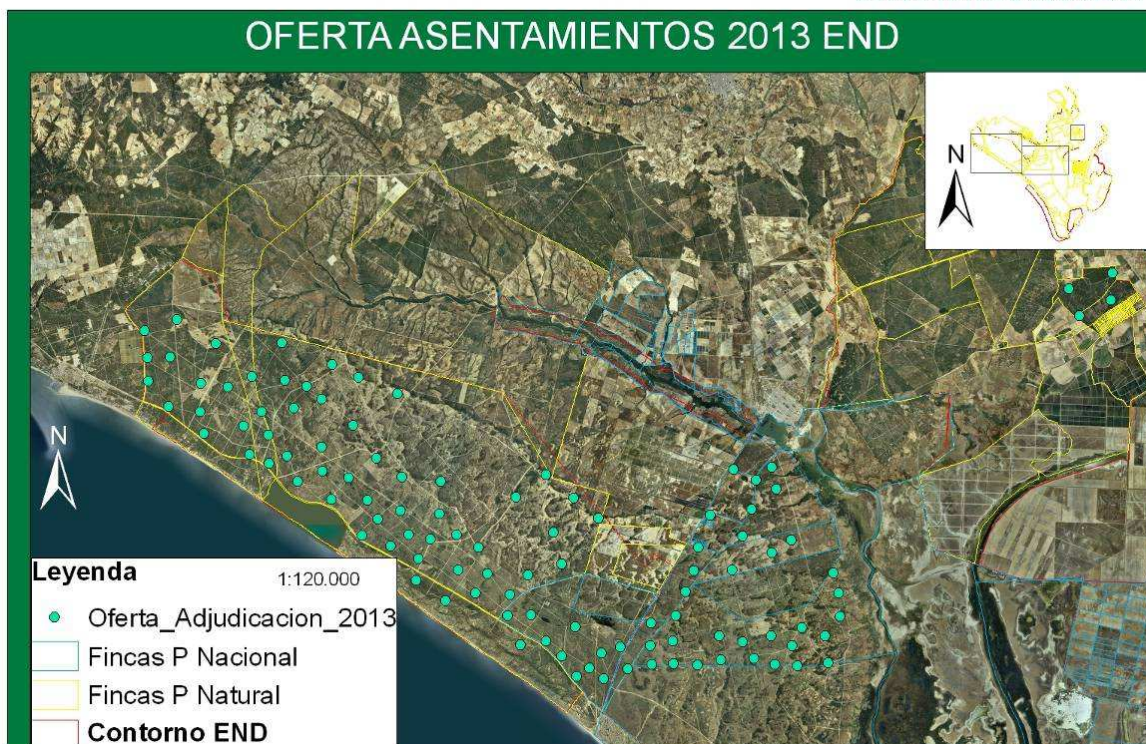 OFERTA ASENTAMIENTOS 2013 END
N
N
Leyenda
1:120.000
Oferta_Adjudicacion_2013
Fincas P Nacional
Fincas P Natural
Contorno END